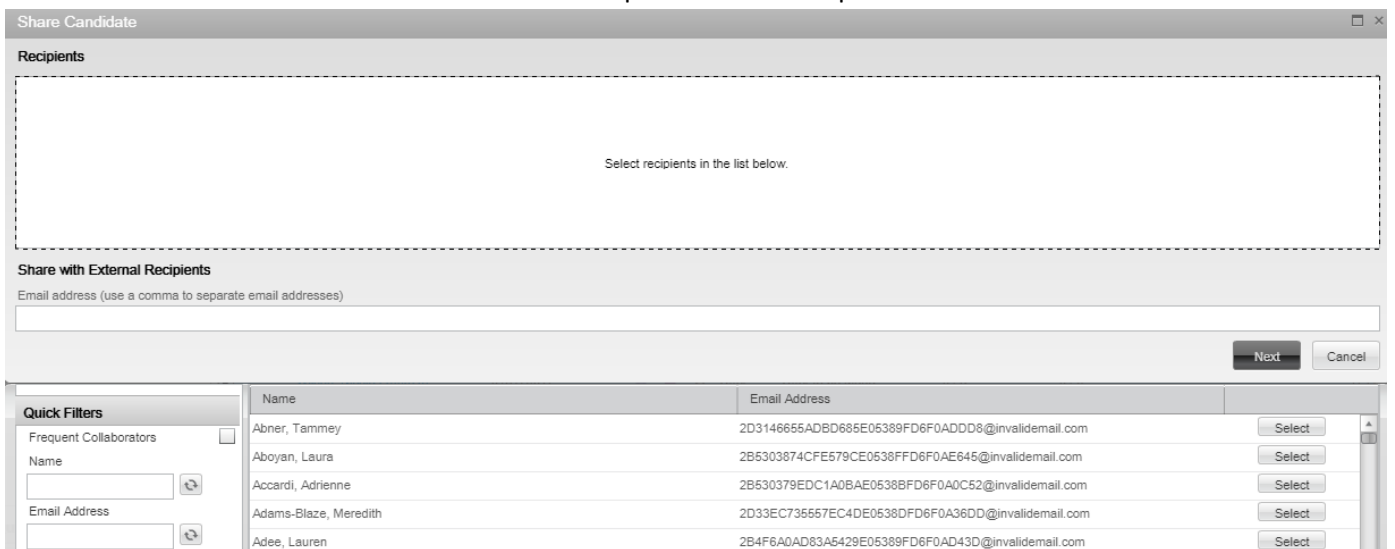 Share Candidate
Recipients
Select recipients in the list below.
Share with External Recipients
Email address (use a comma to separate email addresses)
Next Cancel
Quick Filters
Frequent Collaborators
Name
Email Address
Name Email Address
Abner, Tammey 2D3146655ADBD685E05389FD6F0ADDD8@invalidemail.com Select
Aboyan, Laura 2B5303874CFE579CE0538FFD6F0AE645@invalidemail.com Select
Accardi, Adrienne 2B530379EDC1A0BAE0538BFD6F0A0C52@invalidemail.com Select
Adams-Blaze, Meredith 2D33EC735557EC4DE0538DFD6F0A36DD@invalidemail.com Select
Adee, Lauren 2B4F6A0AD83A5429E05389FD6F0AD43D@invalidemail.com Select